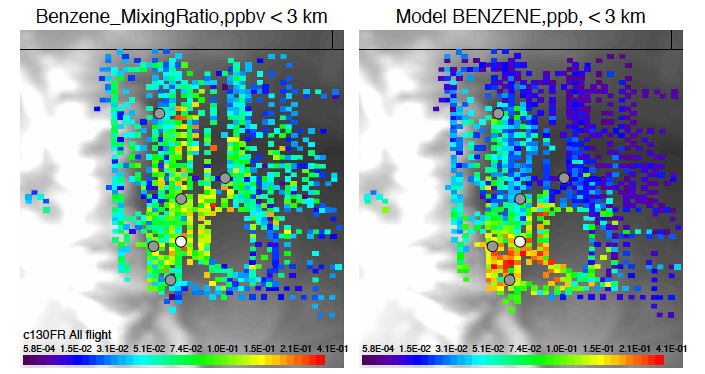 Benzene_MixingRatio,ppbv < 3 km
Model BENZENE,ppb, < 3 km
c130FR All flight
5.8E-04 1.5E-02 3.1E-02 5.1E-02 7.4E-02 1.0E-01 1.5E-01 2.1E-01 4.1E-01
5.8E-04 1.5E-02 3.1E-02 5.1E-02 7.4E-02 1.0E-01 1.5E-01 2.1E-01 4.1E-01